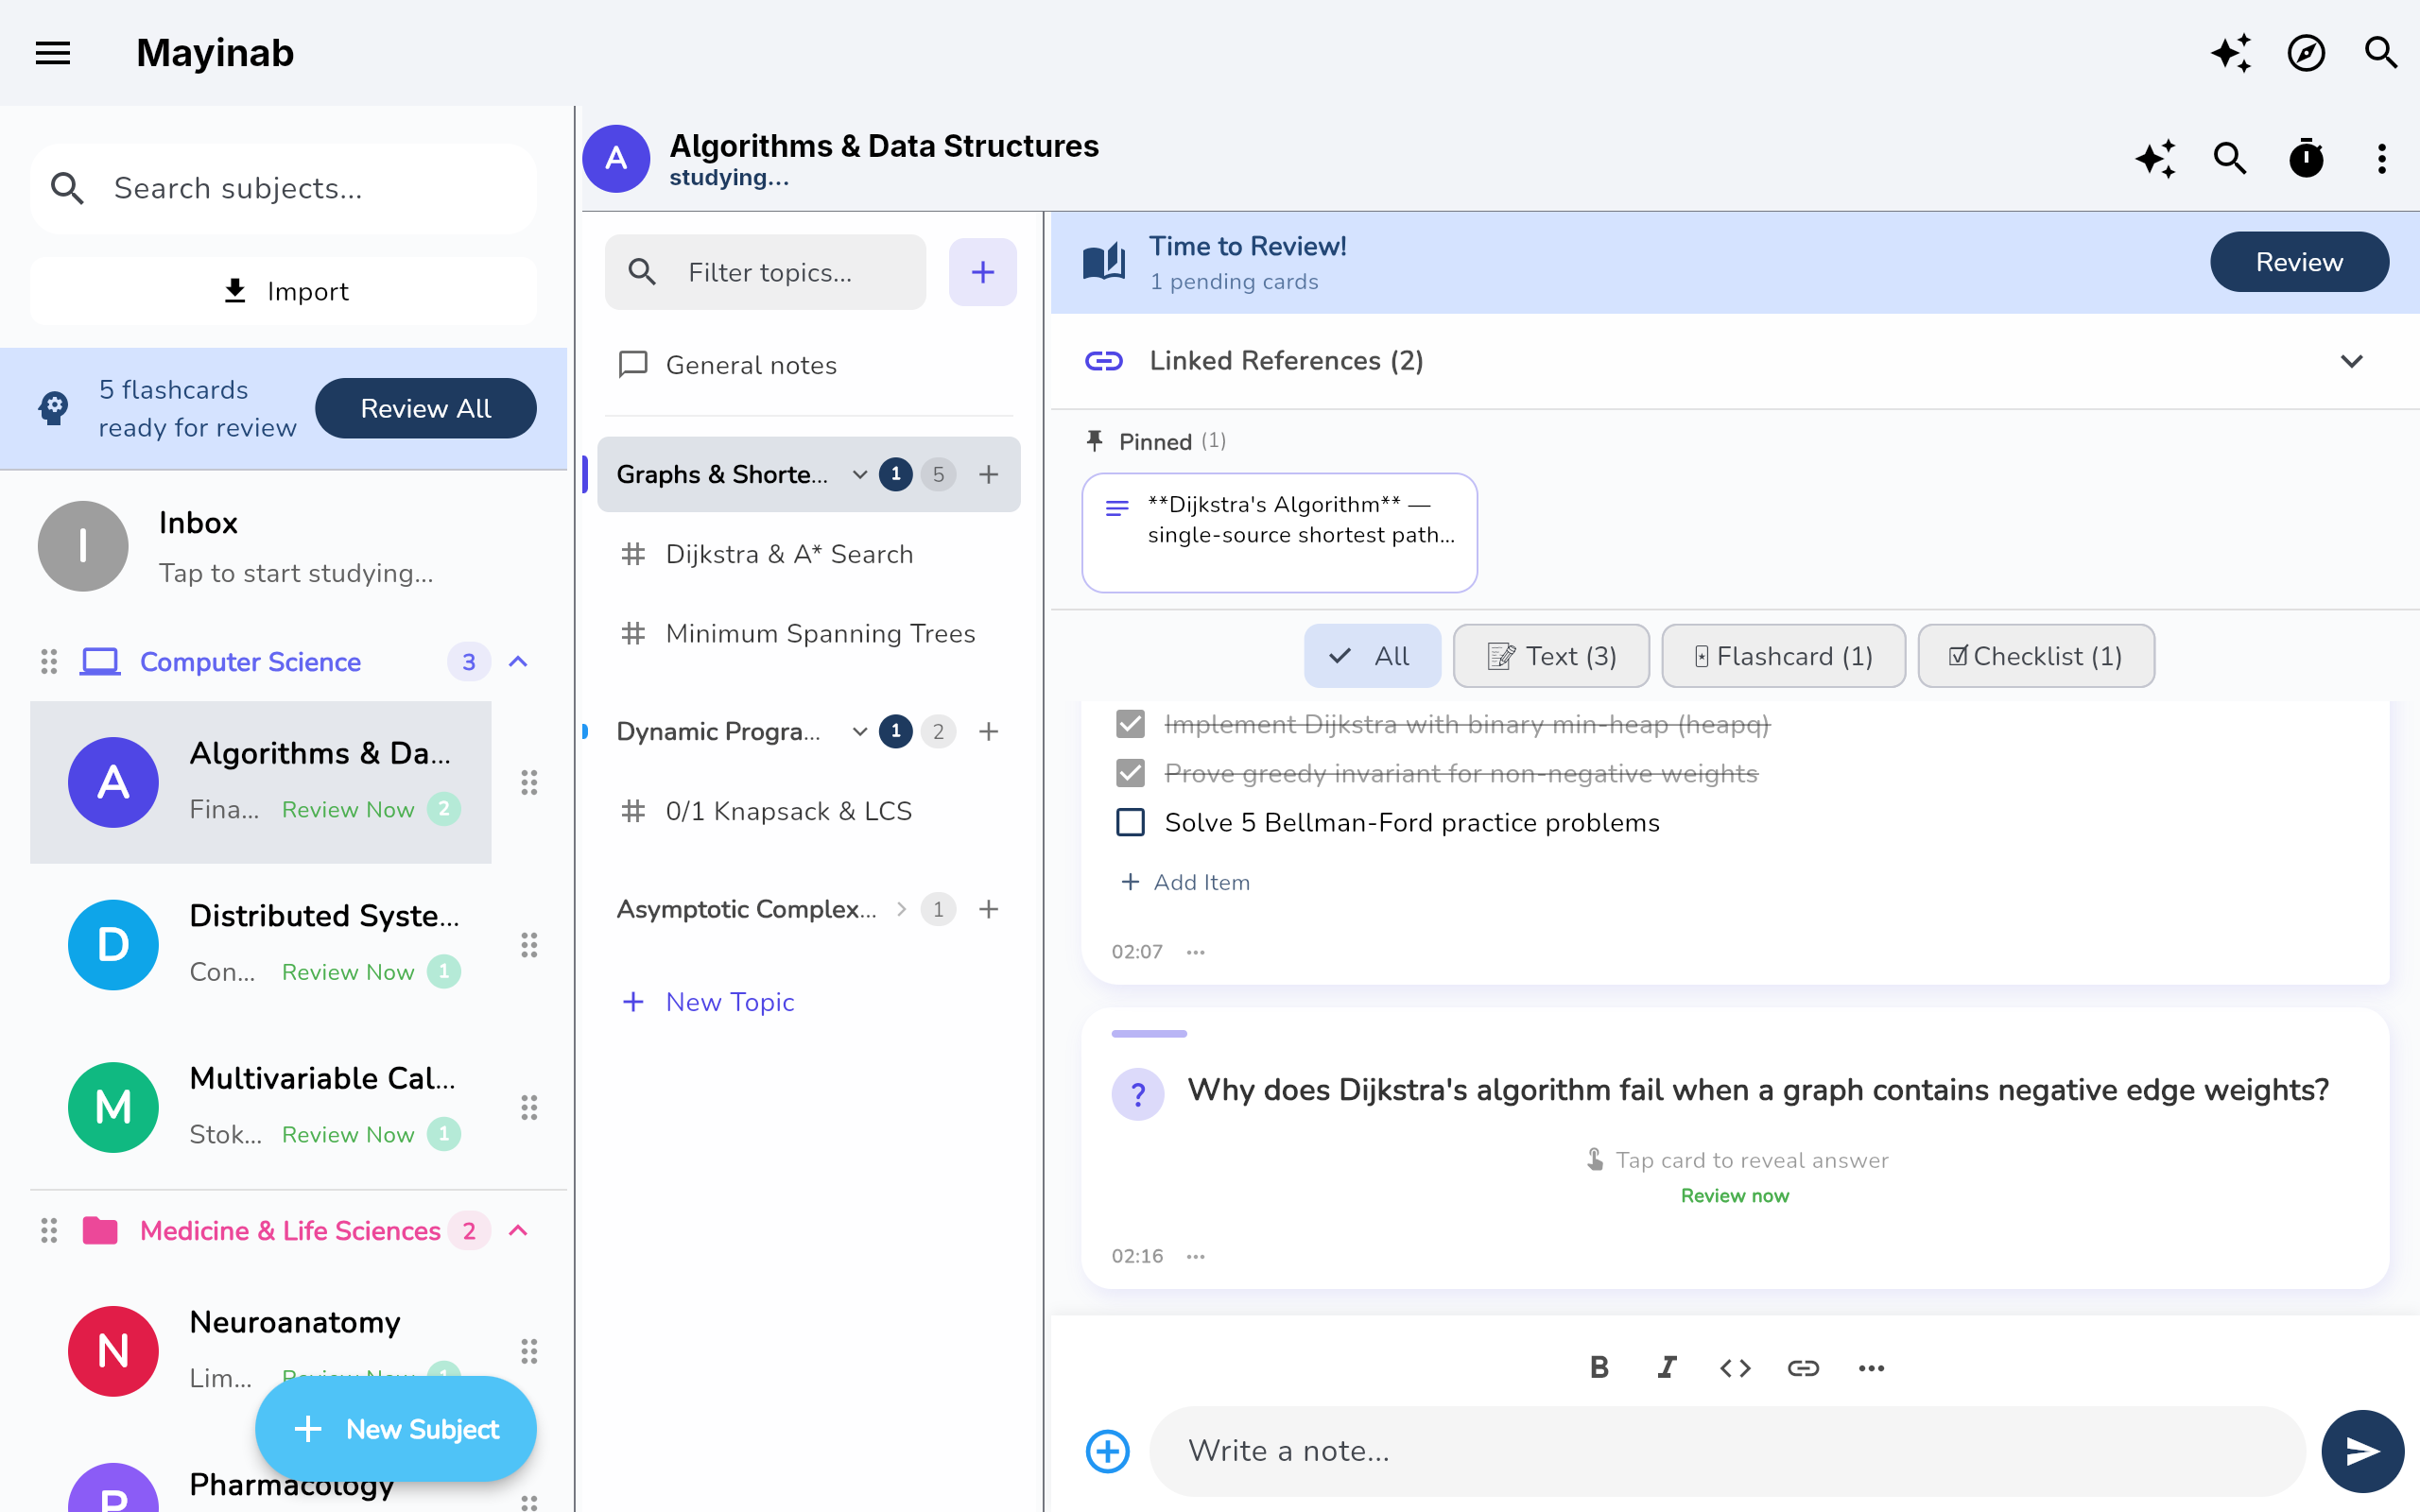 Mayinab
Search subjects...
Import
5 flashcards
ready for review
Review All
I
Inbox
Tap to start studying...
Computer Science
3
A
Algorithms & Da...
Fina...
Review Now
2
D
Distributed Syste...
Con...
Review Now
1
M
Multivariable Cal...
Stok...
Review Now
1
Medicine & Life Sciences
2
N
Neuroanatomy
Lim...
Review Now
1
+ New Subject
P
Pharmacology
A
Algorithms & Data Structures
studying...
Filter topics...
+
General notes
Graphs & Shorte...
1
5
+
# Dijkstra & A* Search
# Minimum Spanning Trees
Dynamic Progra...
1
2
+
# 0/1 Knapsack & LCS
Asymptotic Complex...
1
+
+ New Topic
Time to Review!
1 pending cards
Review
Linked References (2)
Pinned (1)
**Dijkstra's Algorithm** —
single-source shortest path...
All
Text (3)
Flashcard (1)
Checklist (1)
Implement Dijkstra with binary min-heap (heapq)
Prove greedy invariant for non-negative weights
Solve 5 Bellman-Ford practice problems
+ Add Item
02:07 ...
? Why does Dijkstra's algorithm fail when a graph contains negative edge weights?
Tap card to reveal answer
Review now
02:16 ...
B I <> ...
Write a note...